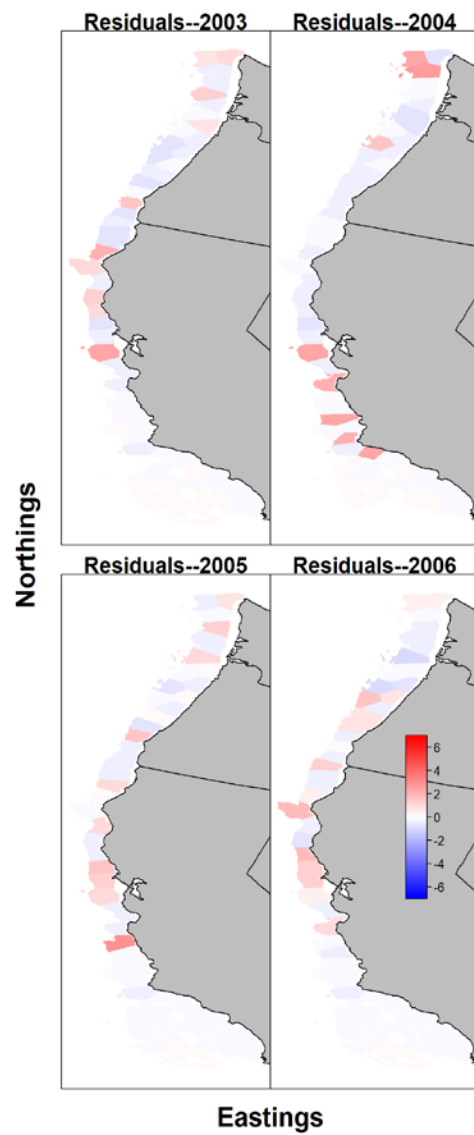 Residuals--2003
Residuals--2004
Northings
Residuals--2005
Residuals--2006
6
4
2
0
-2
-4
-6
Eastings